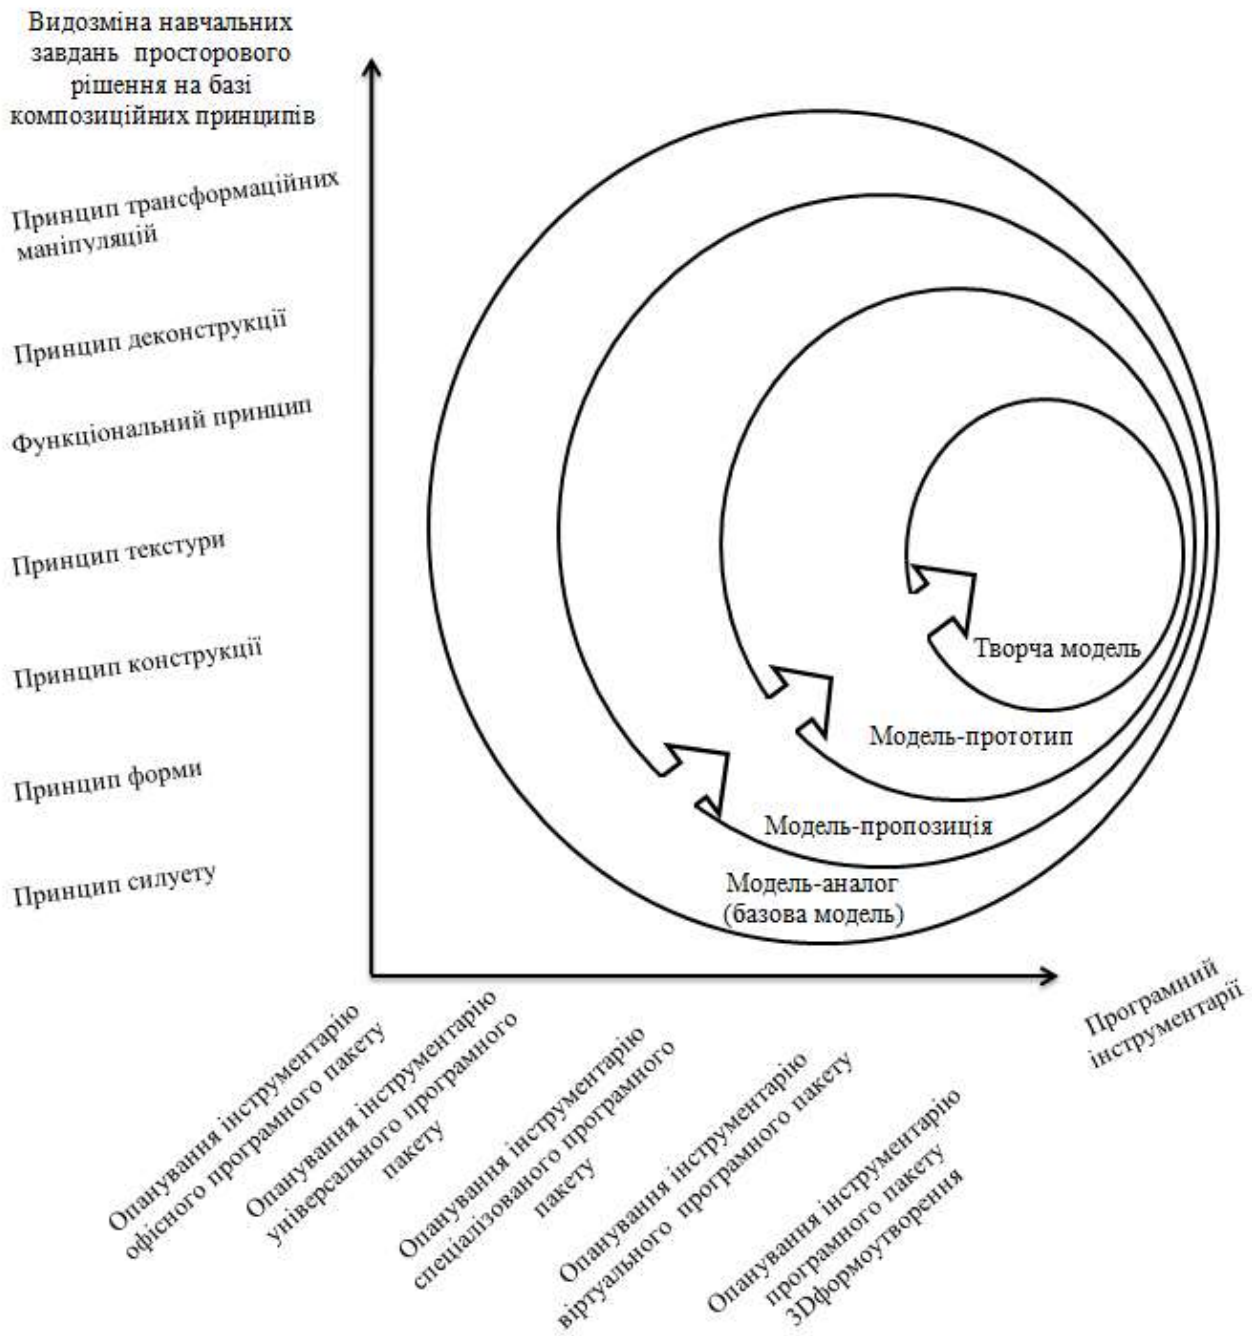 Видозміна навчальних
завдань просторового
рішення на базі
композиційних принципів
Принцип трансформаційних
маніпуляцій
Принцип деконструкції
Функціональний принцип
Принцип текстури
Принцип конструкції
Принцип форми
Принцип силуету
Творча модель
Модель-прототип
Модель-пропозиція
Модель-аналог
(базова модель)
Опанування інструментарію
офісного програмного пакету
Опанування інструментарію
універсального програмного
пакету
Опанування інструментарію
спеціалізованого програмного
пакету
Опанування інструментарію
віртуального програмного пакету
Опанування інструментарію
програмного пакету
3Dформоутворення
Програмний
інструментарії